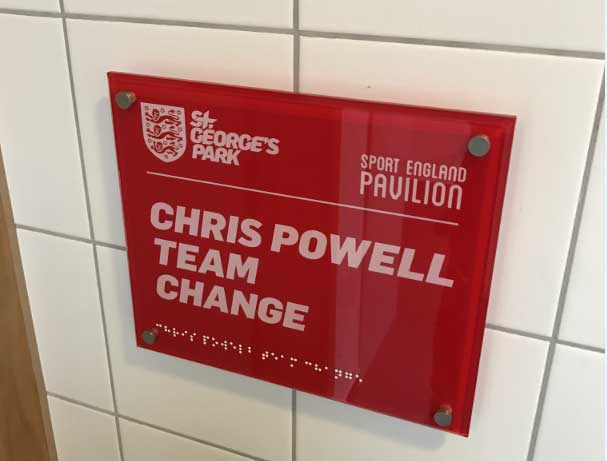 ST.
GEORGE'S
PARK
SPORT ENGLAND
PAVILION
CHRIS POWELL
TEAM
CHANGE